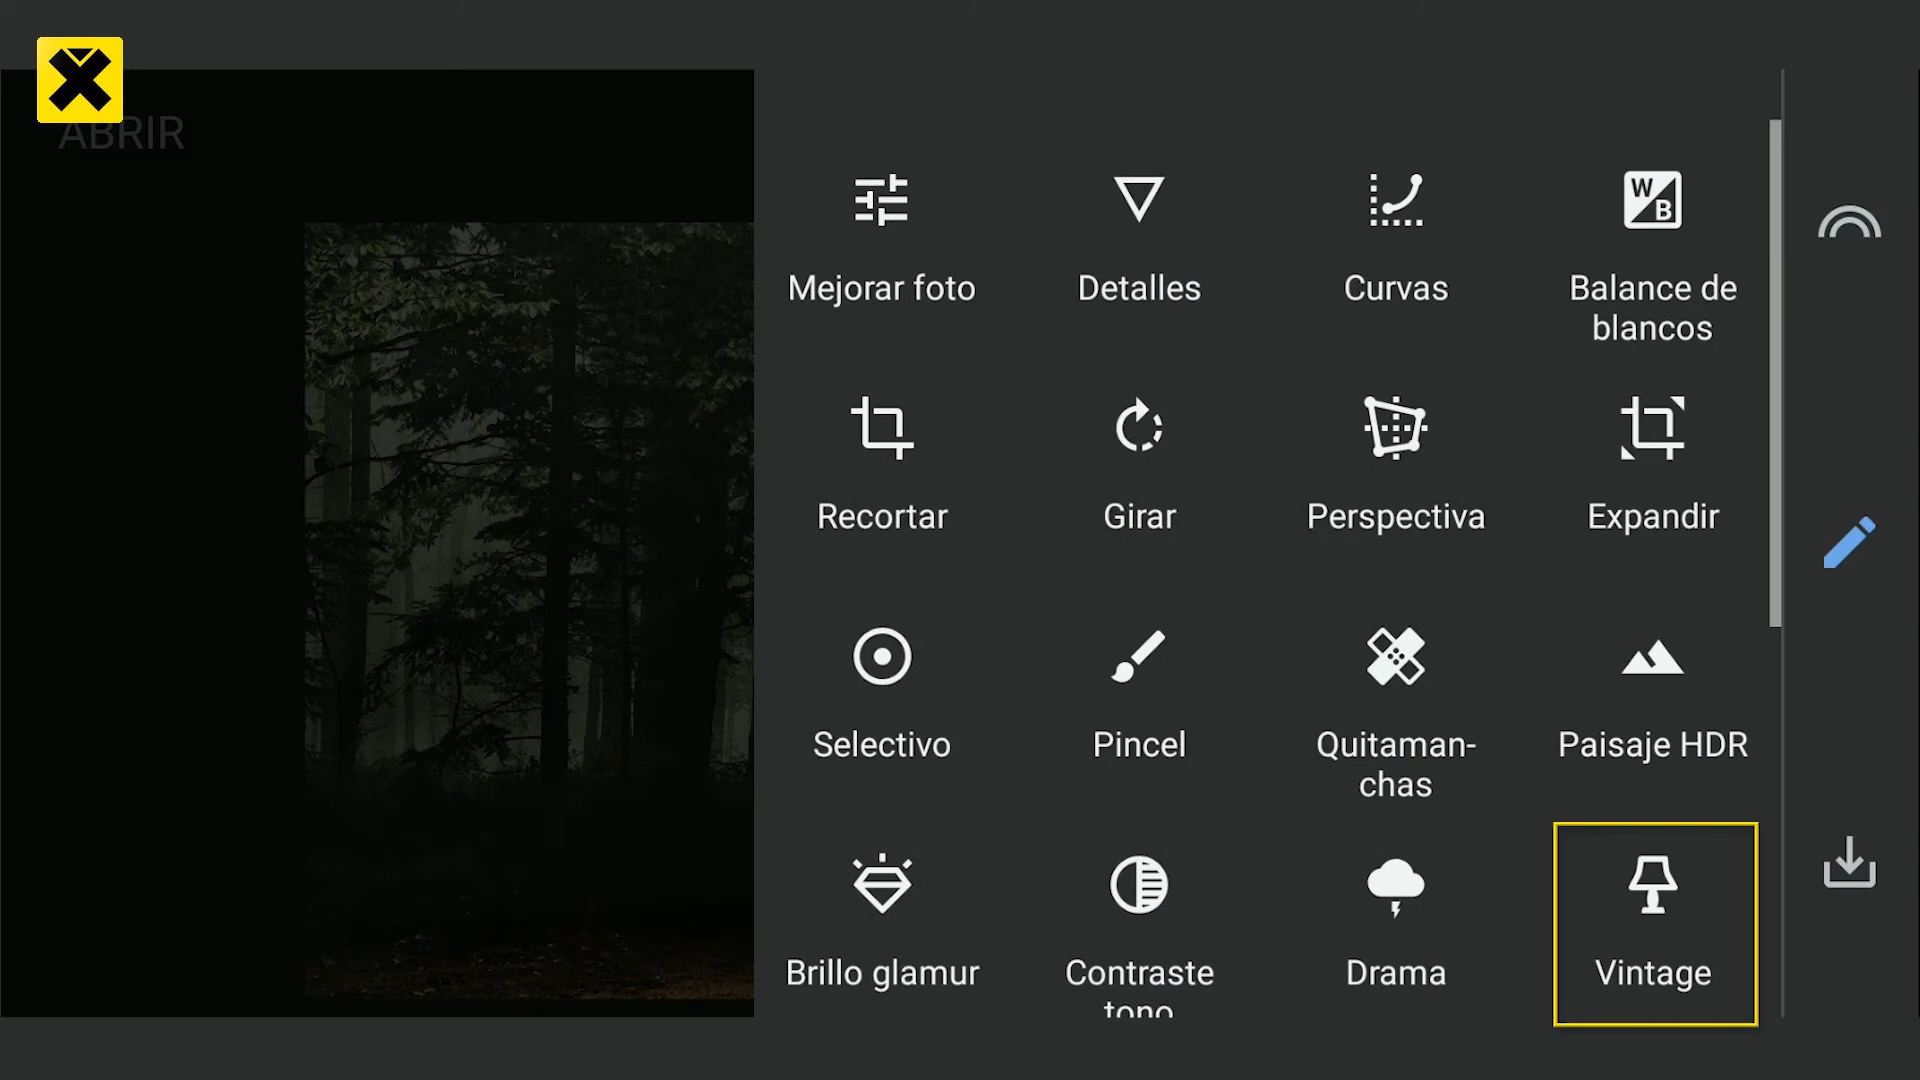 ABRIR
Mejorar foto
Detalles
Curvas
W
B
Balance de
blancos
Recortar
Girar
Perspectiva
Expandir
Selectivo
Pincel
Quitaman-
chas
Paisaje HDR
Brillo glamur
Contraste
tono
Drama
Vintage